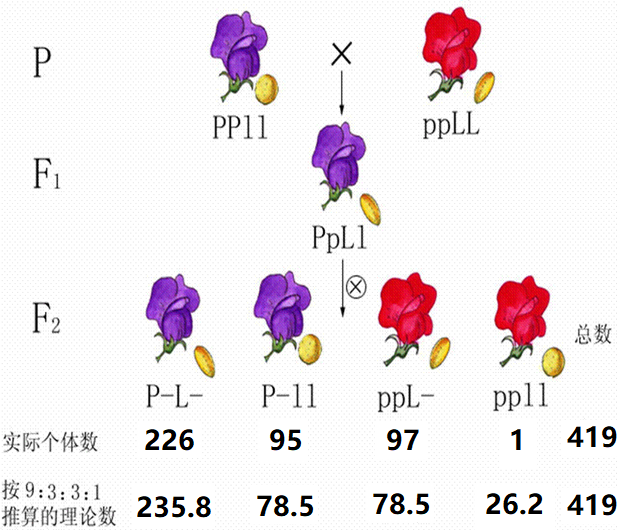 P
×
PPll
ppLL
F₁
PpLl
⊗
F₂
总数
P-L-
P-ll
ppL-
ppll
实际个体数 226 95 97 1 419
按9:3:3:1
推算的理论数 235.8 78.5 78.5 26.2 419